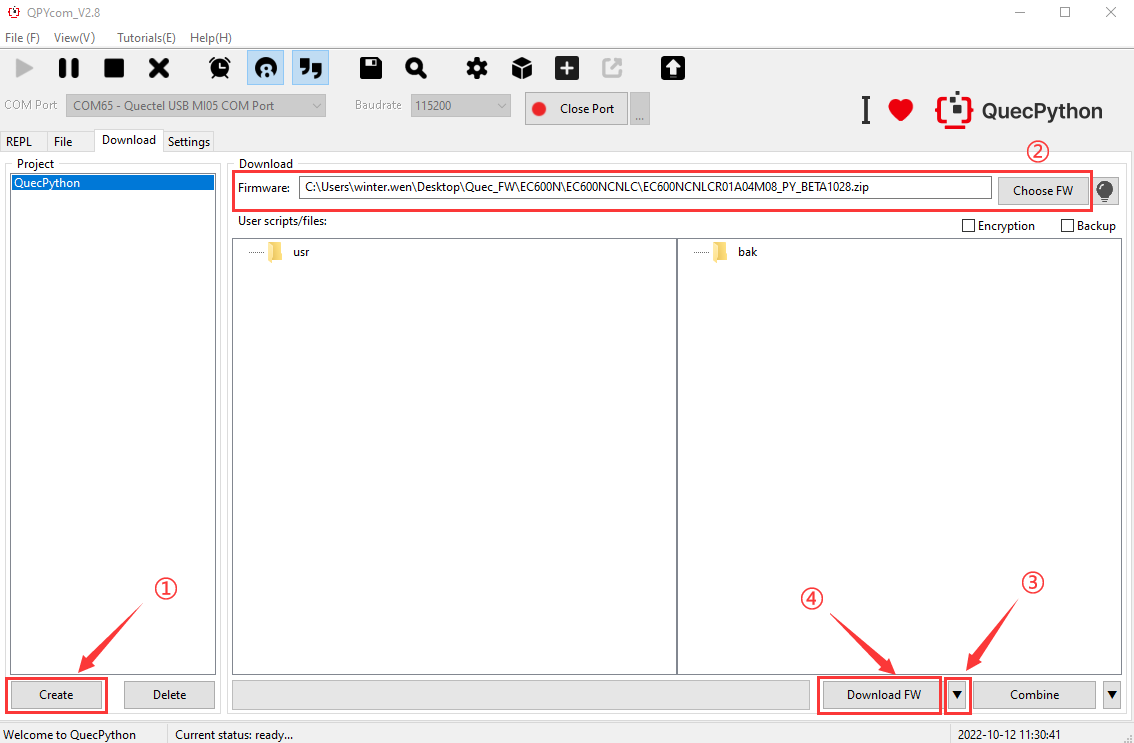 QPYcom_V2.8
File (F) View(V) Tutorials(E) Help(H)
COM Port COM65 - Quectel USB MI05 COM Port Baudrate 115200 Close Port ... I QuecPython
REPL File Download Settings
Project
QuecPython
Download
②
Firmware: C:\Users\winter.wen\Desktop\Quec_FW\EC600N\EC600NCNLC\EC600NCNLCR01A04M08_PY_BETA1028.zip Choose FW
User scripts/files: Encryption Backup
usr bak
① ④ ③
Create Delete Download FW Combine
Welcome to QuecPython Current status: ready... 2022-10-12 11:30:41